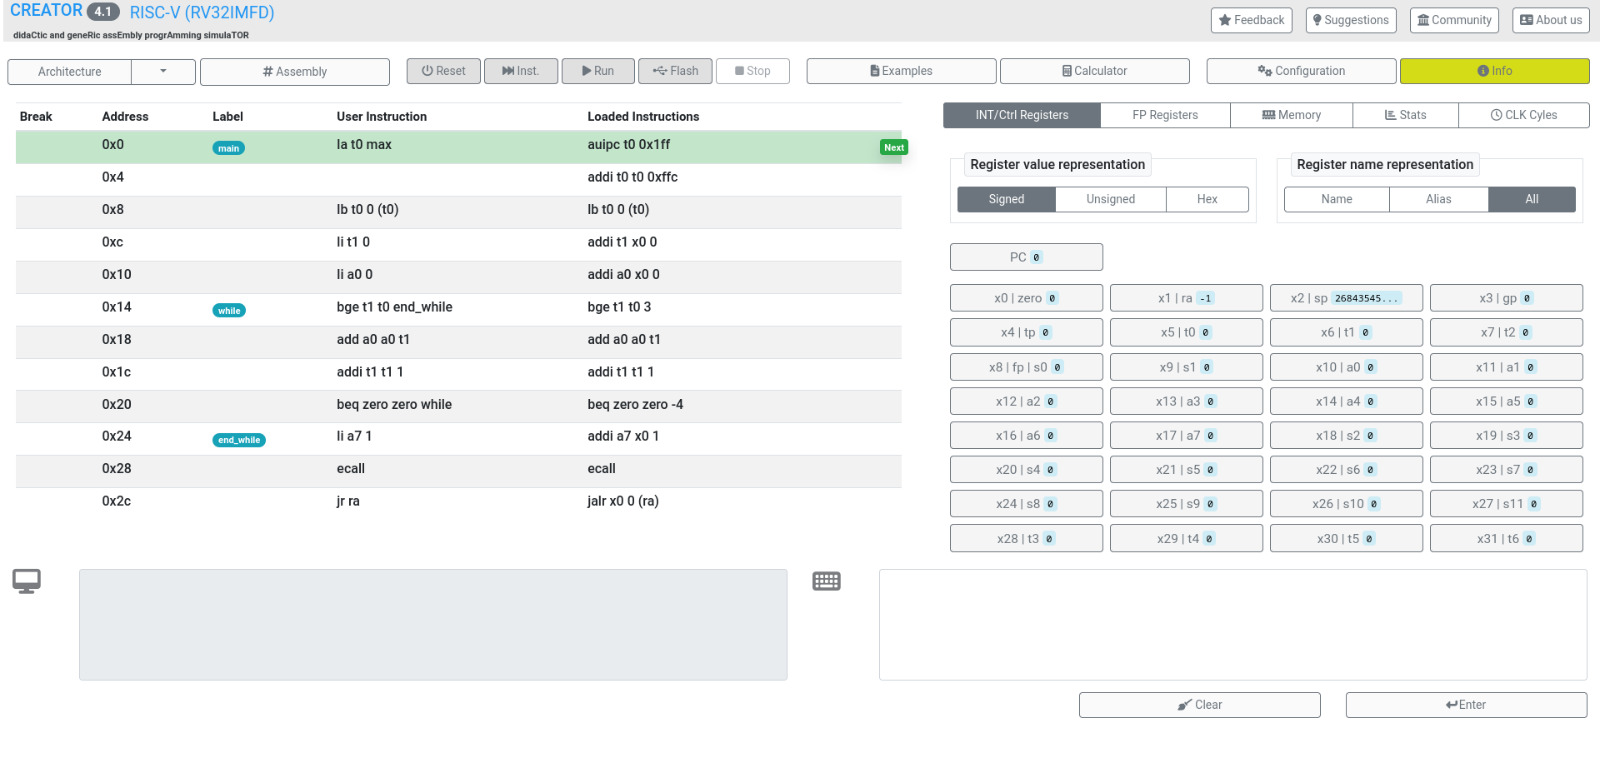 CREATOR 4.1 RISC-V (RV32IMFD)
didaCtic and geneRic assEmbly progrAmming simulaTOR
Feedback Suggestions Community About us
Architecture # Assembly Reset Inst. Run Flash Stop Examples Calculator Configuration Info
Break Address Label User Instruction Loaded Instructions
0x0 main la t0 max auipc t0 0x1ff Next
0x4 addi t0 t0 0xffc
0x8 lb t0 0 (t0) lb t0 0 (t0)
0xc li t1 0 addi t1 x0 0
0x10 li a0 0 addi a0 x0 0
0x14 while bge t1 t0 end_while bge t1 t0 3
0x18 add a0 a0 t1 add a0 a0 t1
0x1c addi t1 t1 1 addi t1 t1 1
0x20 beq zero zero while beq zero zero -4
0x24 end_while li a7 1 addi a7 x0 1
0x28 ecall ecall
0x2c jr ra jalr x0 0 (ra)
INT/Ctrl Registers FP Registers Memory Stats CLK Cyles
Register value representation Register name representation
Signed Unsigned Hex Name Alias All
PC 0
x0 | zero 0 x1 | ra -1 x2 | sp 26843545... x3 | gp 0
x4 | tp 0 x5 | t0 0 x6 | t1 0 x7 | t2 0
x8 | fp | s0 0 x9 | s1 0 x10 | a0 0 x11 | a1 0
x12 | a2 0 x13 | a3 0 x14 | a4 0 x15 | a5 0
x16 | a6 0 x17 | a7 0 x18 | s2 0 x19 | s3 0
x20 | s4 0 x21 | s5 0 x22 | s6 0 x23 | s7 0
x24 | s8 0 x25 | s9 0 x26 | s10 0 x27 | s11 0
x28 | t3 0 x29 | t4 0 x30 | t5 0 x31 | t6 0
Clear Enter